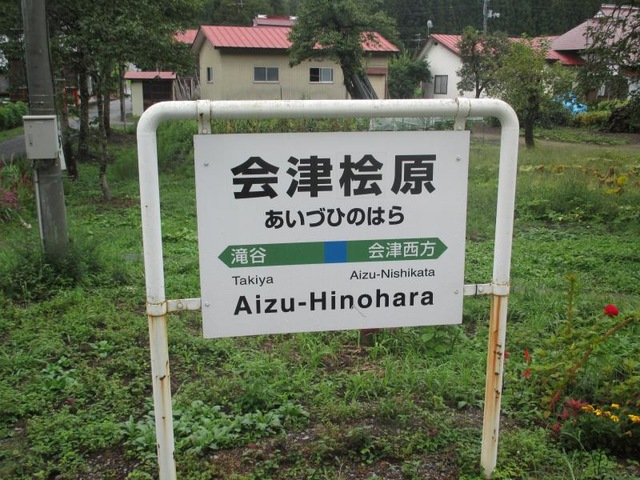 会津桧原
あいづひのはら
滝谷 会津西方
Takiya Aizu-Nishikata
Aizu-Hinohara